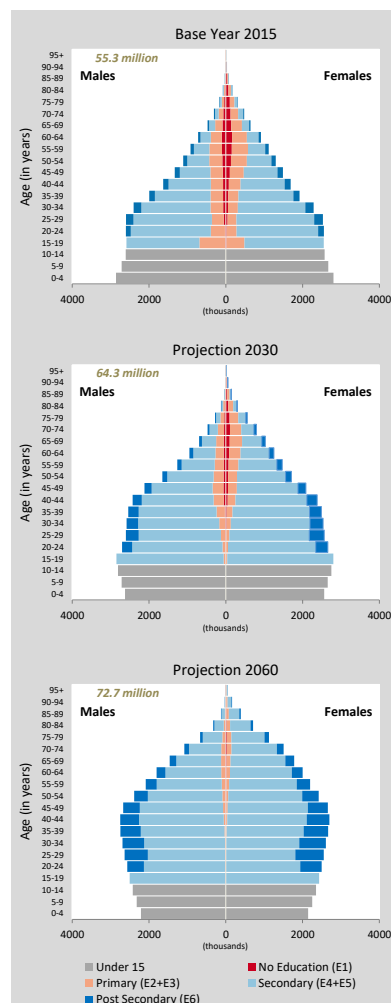 Base Year 2015
55.3 million
Males
Females
Age (in years)
95+
90-94
85-89
80-84
75-79
70-74
65-69
60-64
55-59
50-54
45-49
40-44
35-39
30-34
25-29
20-24
15-19
10-14
5-9
0-4
4000 2000 0 2000 4000
(thousands)
Projection 2030
64.3 million
Males
Females
Age (in years)
95+
90-94
85-89
80-84
75-79
70-74
65-69
60-64
55-59
50-54
45-49
40-44
35-39
30-34
25-29
20-24
15-19
10-14
5-9
0-4
4000 2000 0 2000 4000
(thousands)
Projection 2060
72.7 million
Males
Females
Age (in years)
95+
90-94
85-89
80-84
75-79
70-74
65-69
60-64
55-59
50-54
45-49
40-44
35-39
30-34
25-29
20-24
15-19
10-14
5-9
0-4
4000 2000 0 2000 4000
(thousands)
Under 15
No Education (E1)
Primary (E2+E3)
Secondary (E4+E5)
Post Secondary (E6)